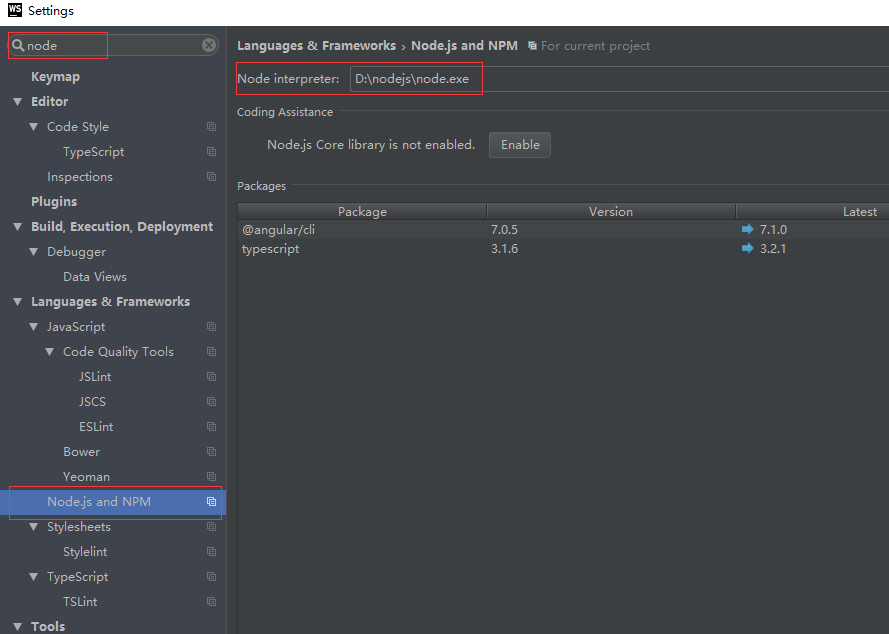 WS Settings
node
Keymap
Editor
Code Style
TypeScript
Inspections
Plugins
Build, Execution, Deployment
Debugger
Data Views
Languages & Frameworks
JavaScript
Code Quality Tools
JSLint
JSCS
ESLint
Bower
Yeoman
Node.js and NPM
Stylesheets
Stylelint
TypeScript
TSLint
Tools
Languages & Frameworks › Node.js and NPM For current project
Node interpreter: D:\nodejs\node.exe
Coding Assistance
Node.js Core library is not enabled. Enable
Packages
Package Version Latest
@angular/cli 7.0.5 7.1.0
typescript 3.1.6 3.2.1